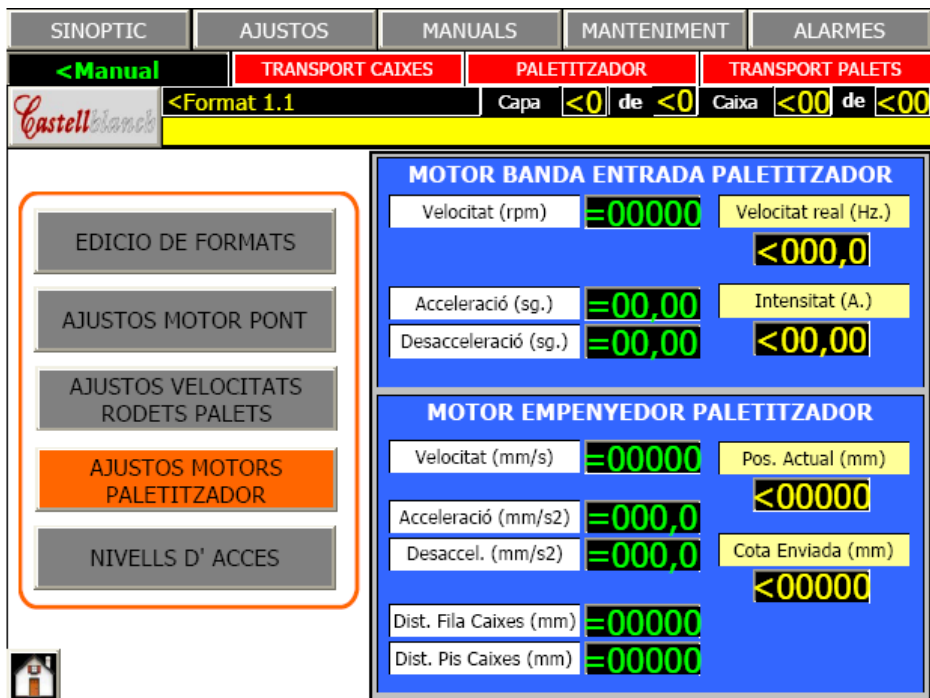 SINOPTIC AJUSTOS MANUALS MANTENIMENT ALARMES
<Manual TRANSPORT CAIXES PALETITZADOR TRANSPORT PALETS
Castellblanch <Format 1.1 Capa <0 de <0 Caixa <00 de <00
EDICIO DE FORMATS
AJUSTOS MOTOR PONT
AJUSTOS VELOCITATS
RODETS PALETS
AJUSTOS MOTORS
PALETITZADOR
NIVELLS D' ACCES
MOTOR BANDA ENTRADA PALETITZADOR
Velocitat (rpm) =00000 Velocitat real (Hz.)
<000,0
Acceleració (sg.) =00,00 Intensitat (A.)
Desacceleració (sg.) =00,00 <00,00
MOTOR EMPENYEDOR PALETITZADOR
Velocitat (mm/s) =00000 Pos. Actual (mm)
<00000
Acceleració (mm/s2) =000,0
Desaccel. (mm/s2) =000,0 Cota Enviada (mm)
<00000
Dist. Fila Caixes (mm) =00000
Dist. Pis Caixes (mm) =00000